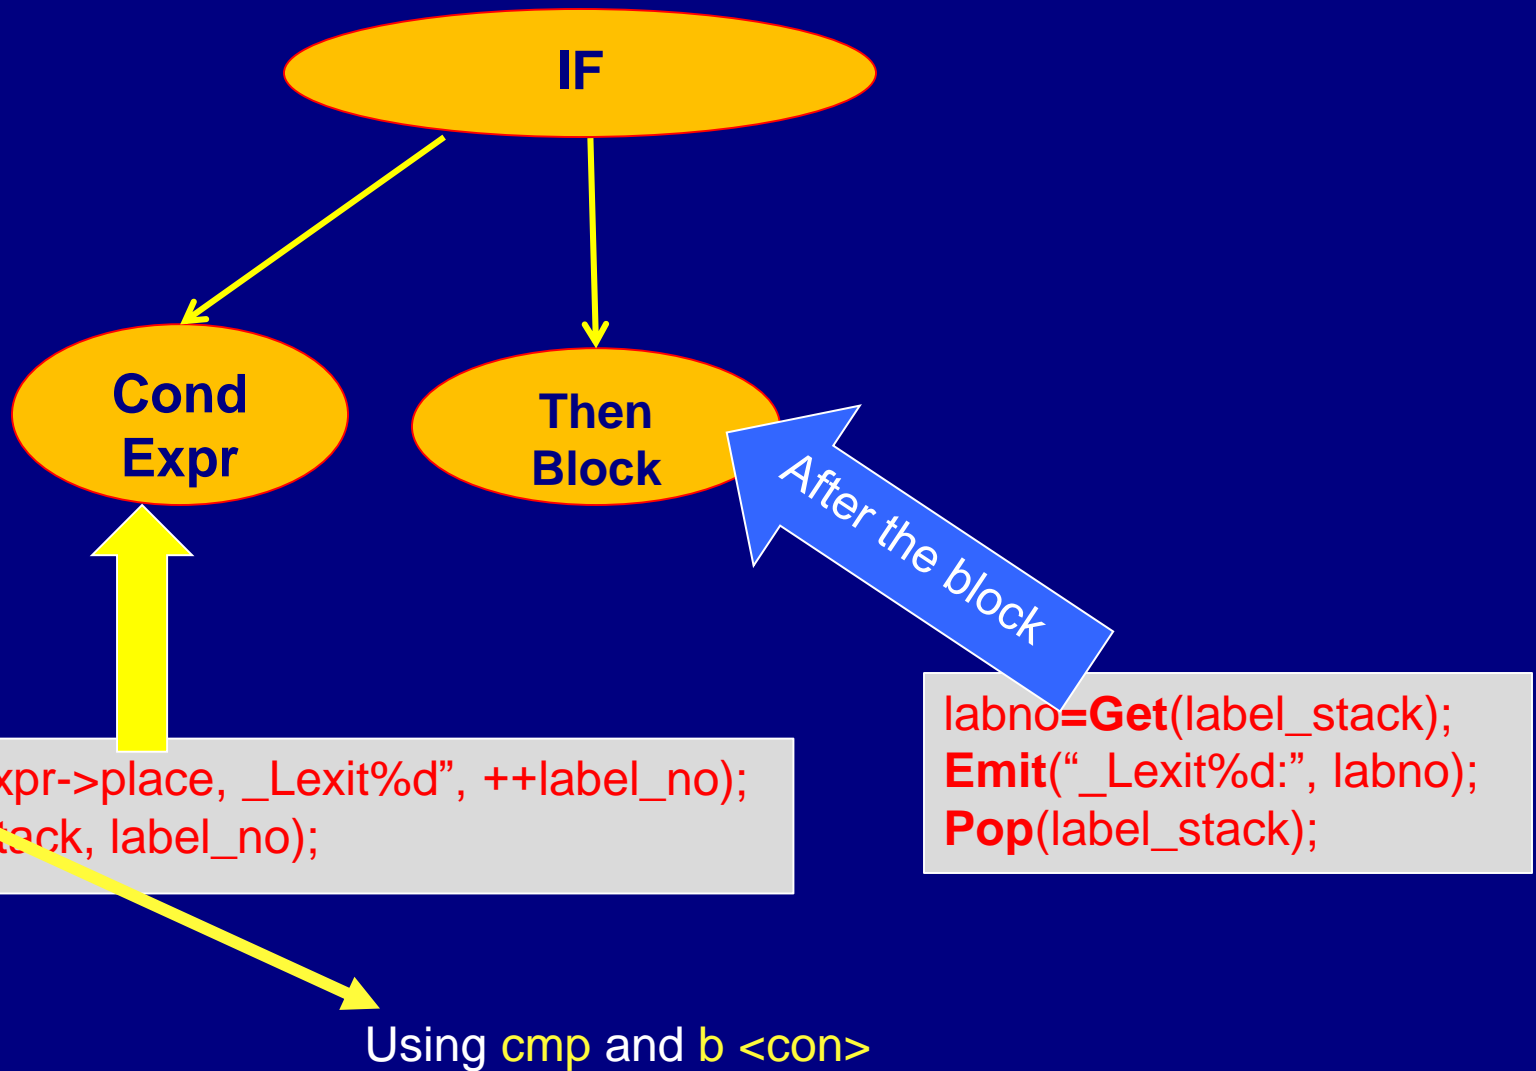 IF
Cond
Expr
Then
Block
After the block
labno=Get(label_stack);
Emit(“_Lexit%d:”, labno);
Pop(label_stack);
xpr->place, _Lexit%d”, ++label_no);
tack, label_no);
Using cmp and b <con>